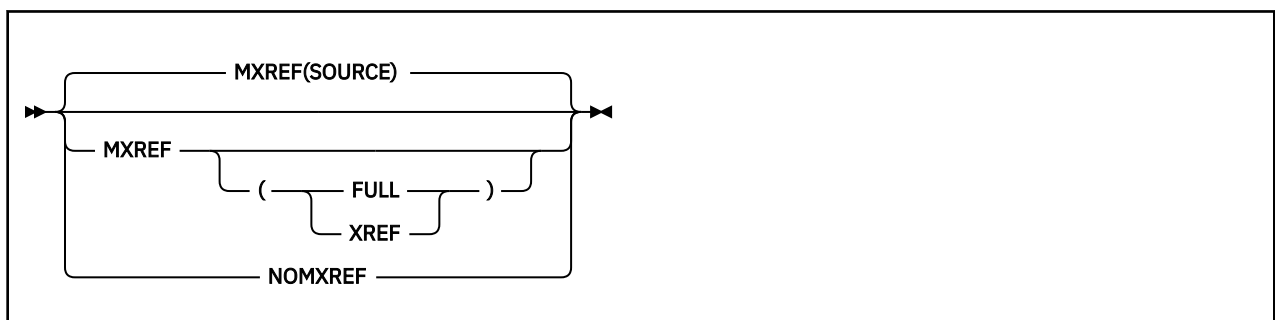 MXREF(SOURCE)
MXREF
( FULL )
XREF
NOMXREF